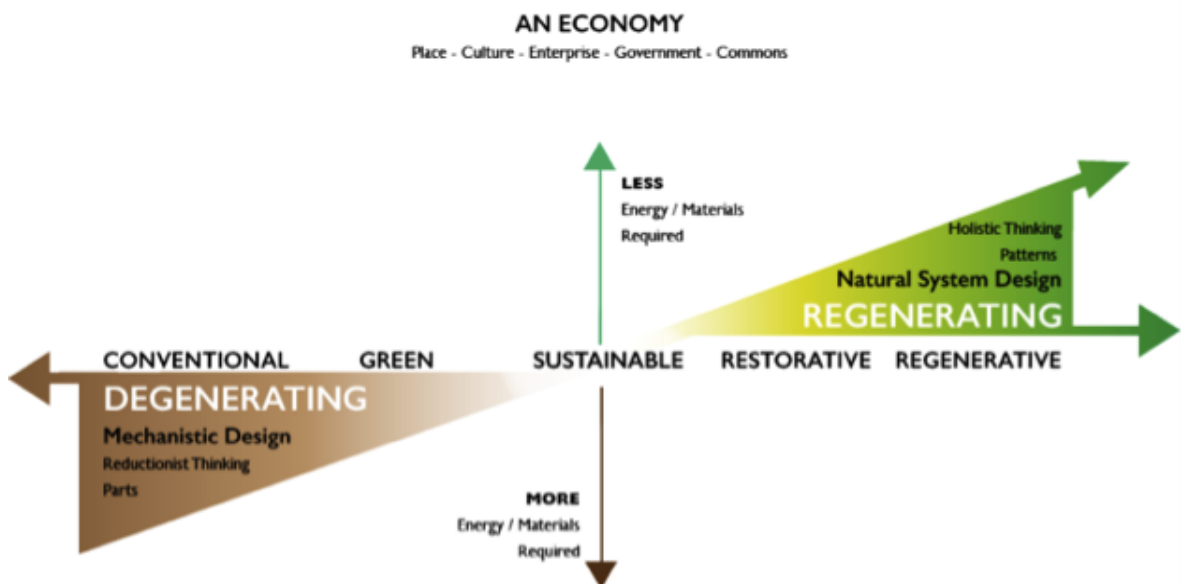 AN ECONOMY
Place - Culture - Enterprise - Government - Commons
LESS
Energy / Materials
Required
Holistic Thinking
Patterns
Natural System Design
REGENERATING
CONVENTIONAL GREEN SUSTAINABLE RESTORATIVE REGENERATIVE
DEGENERATING
Mechanistic Design
Reductionist Thinking
Parts
MORE
Energy / Materials
Required